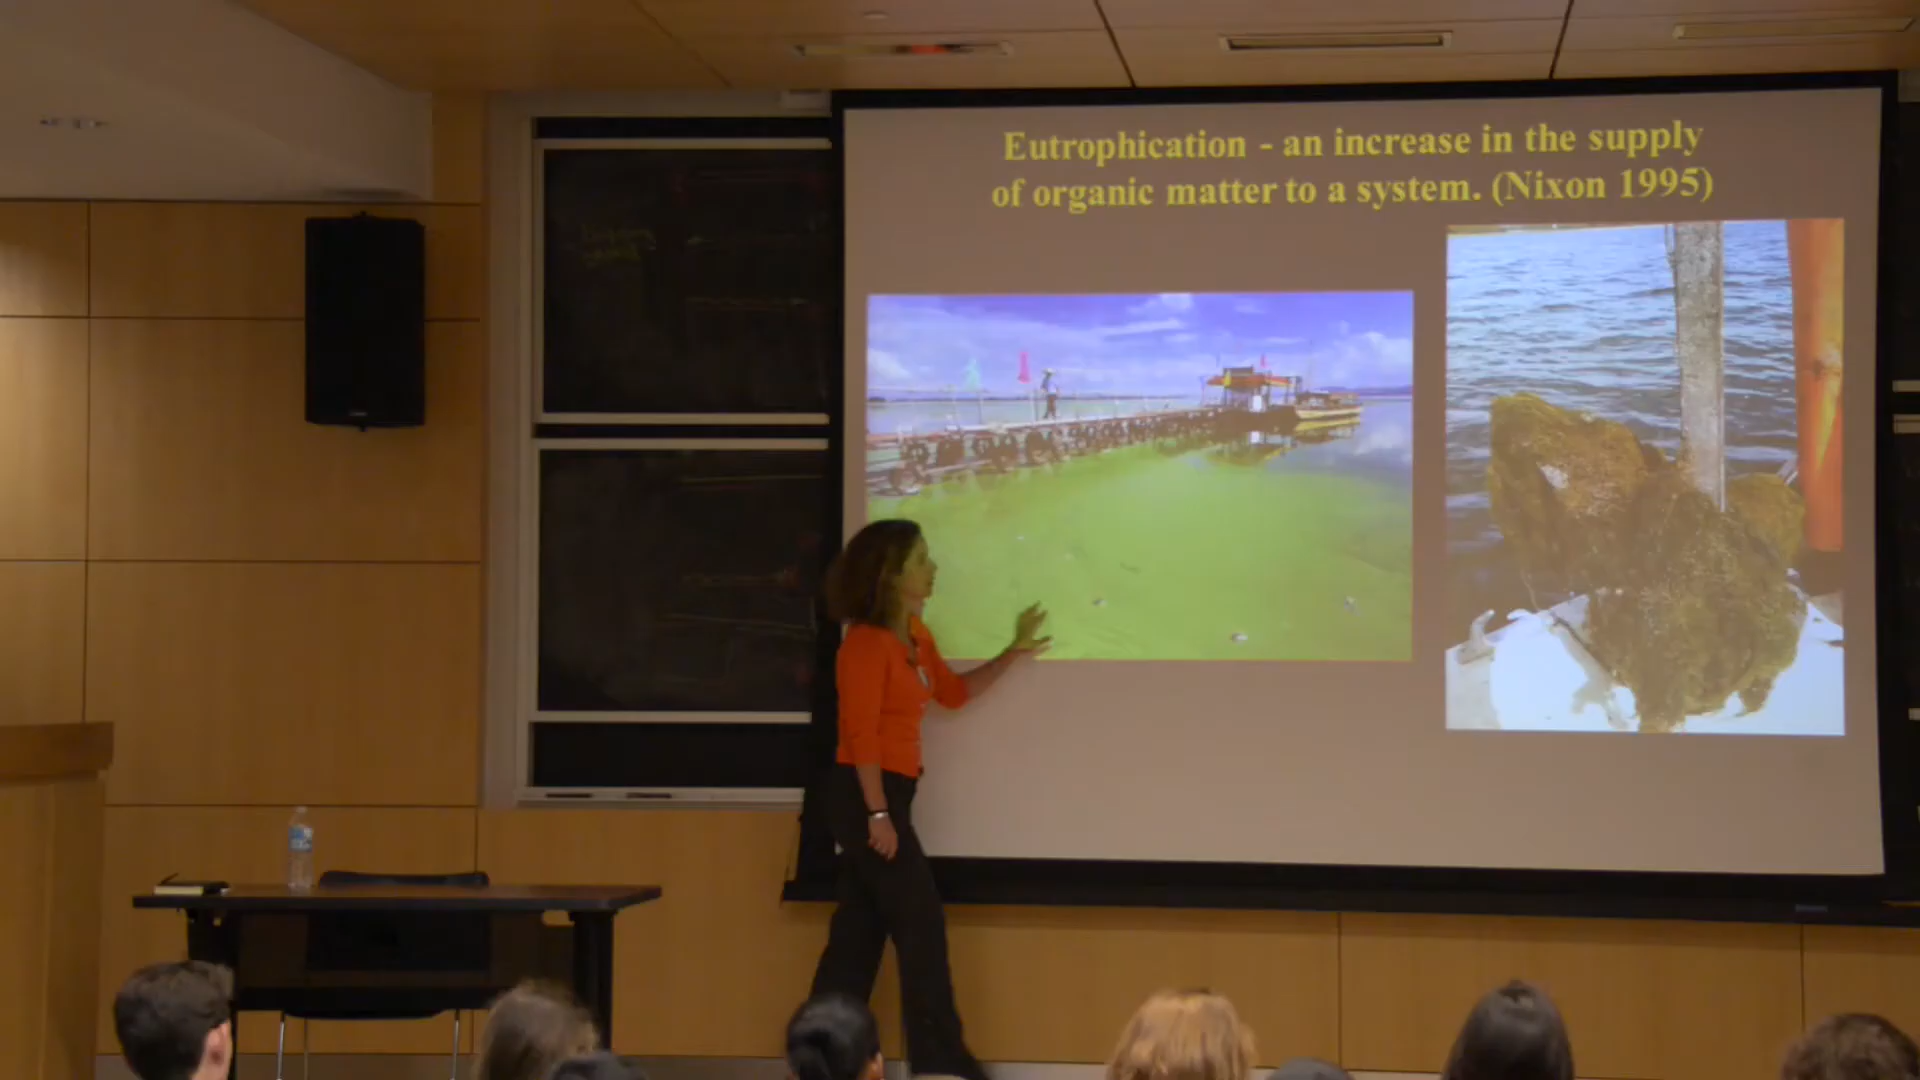 Eutrophication - an increase in the supply
of organic matter to a system. (Nixon 1995)